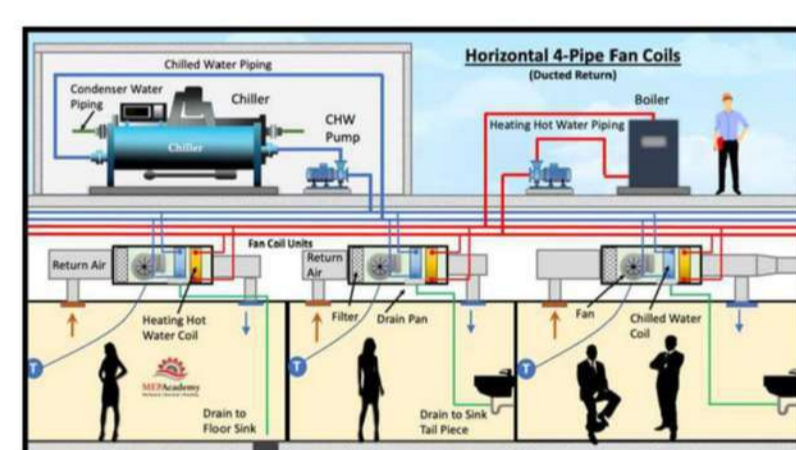 Horizontal 4-Pipe Fan Coils
(Ducted Return)
Chilled Water Piping
Condenser Water
Piping
Chiller
Chiller
CHW
Pump
Boiler
Heating Hot Water Piping
Fan Coil Units
Return Air
Return
Air
Heating Hot
Water Coil
Filter
Drain Pan
Fan
Chilled Water
Coil
T
T
T
MEPAcademy
Drain to
Floor Sink
Drain to Sink
Tail Piece